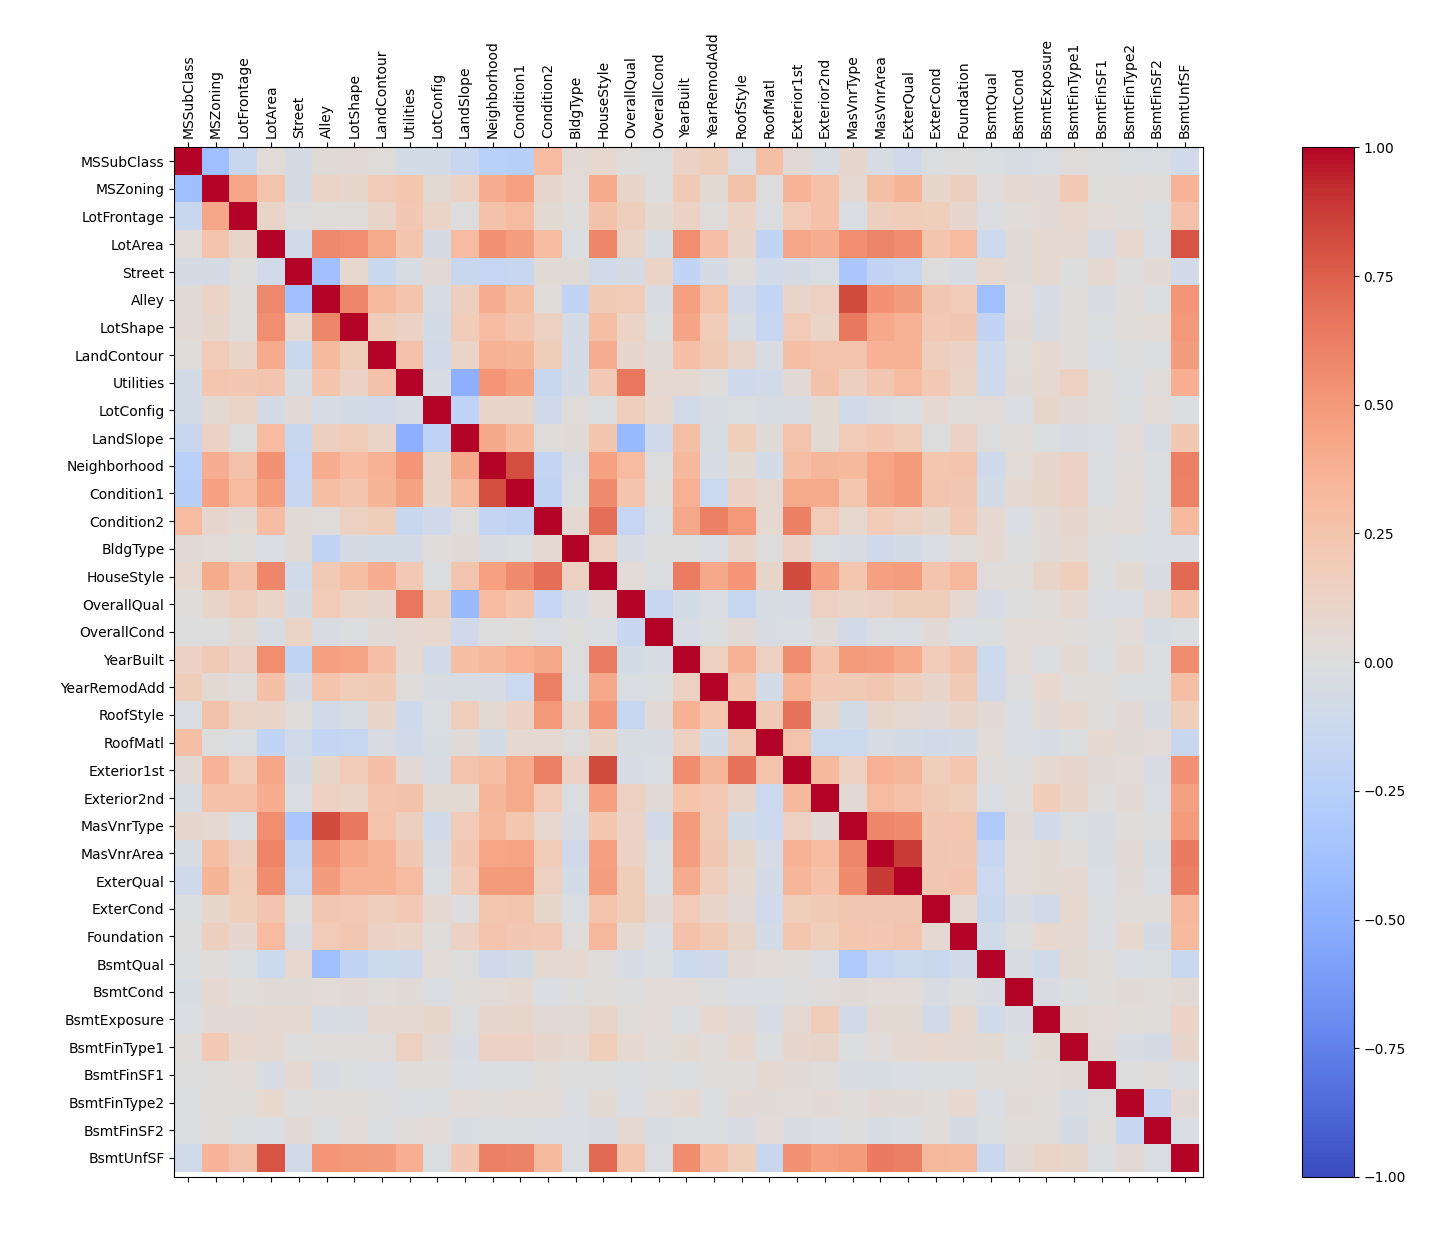 MSSubClass
MSZoning
LotFrontage
LotArea
Street
Alley
LotShape
LandContour
Utilities
LotConfig
LandSlope
Neighborhood
Condition1
Condition2
BldgType
HouseStyle
OverallQual
OverallCond
YearBuilt
YearRemodAdd
RoofStyle
RoofMatl
Exterior1st
Exterior2nd
MasVnrType
MasVnrArea
ExterQual
ExterCond
Foundation
BsmtQual
BsmtCond
BsmtExposure
BsmtFinType1
BsmtFinSF1
BsmtFinType2
BsmtFinSF2
BsmtUnfSF
MSSubClass
MSZoning
LotFrontage
LotArea
Street
Alley
LotShape
LandContour
Utilities
LotConfig
LandSlope
Neighborhood
Condition1
Condition2
BldgType
HouseStyle
OverallQual
OverallCond
YearBuilt
YearRemodAdd
RoofStyle
RoofMatl
Exterior1st
Exterior2nd
MasVnrType
MasVnrArea
ExterQual
ExterCond
Foundation
BsmtQual
BsmtCond
BsmtExposure
BsmtFinType1
BsmtFinSF1
BsmtFinType2
BsmtFinSF2
BsmtUnfSF
1.00
0.75
0.50
0.25
0.00
−0.25
−0.50
−0.75
−1.00